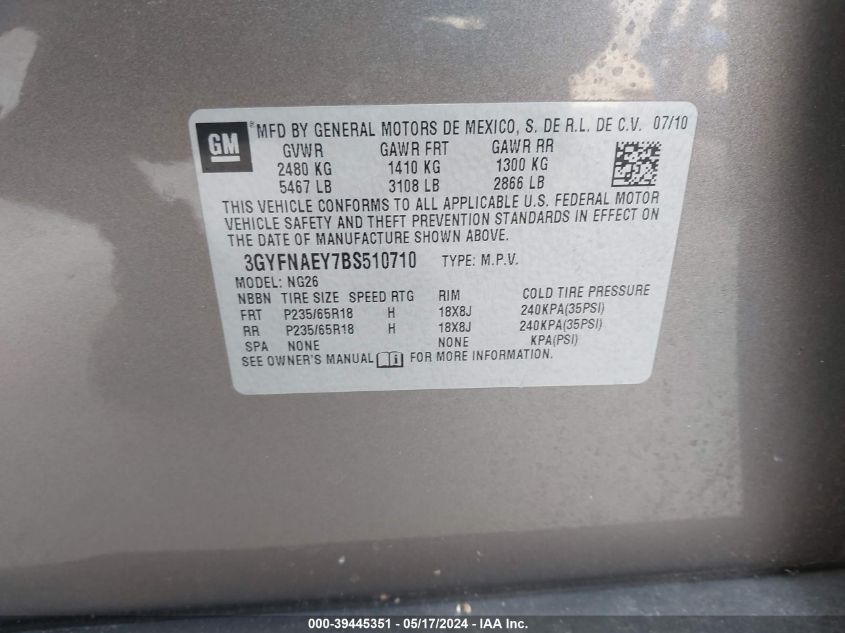 GM ® MFD BY GENERAL MOTORS DE MEXICO, S. DE R.L. DE C.V. 07/10
GVWR GAWR FRT GAWR RR
2480 KG 1410 KG 1300 KG
5467 LB 3108 LB 2866 LB
THIS VEHICLE CONFORMS TO ALL APPLICABLE U.S. FEDERAL MOTOR
VEHICLE SAFETY AND THEFT PREVENTION STANDARDS IN EFFECT ON
THE DATE OF MANUFACTURE SHOWN ABOVE.
3GYFNAEY7BS510710 TYPE: M.P.V.
MODEL: NG26
NBBN TIRE SIZE SPEED RTG RIM COLD TIRE PRESSURE
FRT P235/65R18 H 18X8J 240KPA(35PSI)
RR P235/65R18 H 18X8J 240KPA(35PSI)
SPA NONE NONE KPA(PSI)
SEE OWNER'S MANUAL FOR MORE INFORMATION.
000-39445351 - 05/17/2024 - IAA Inc.